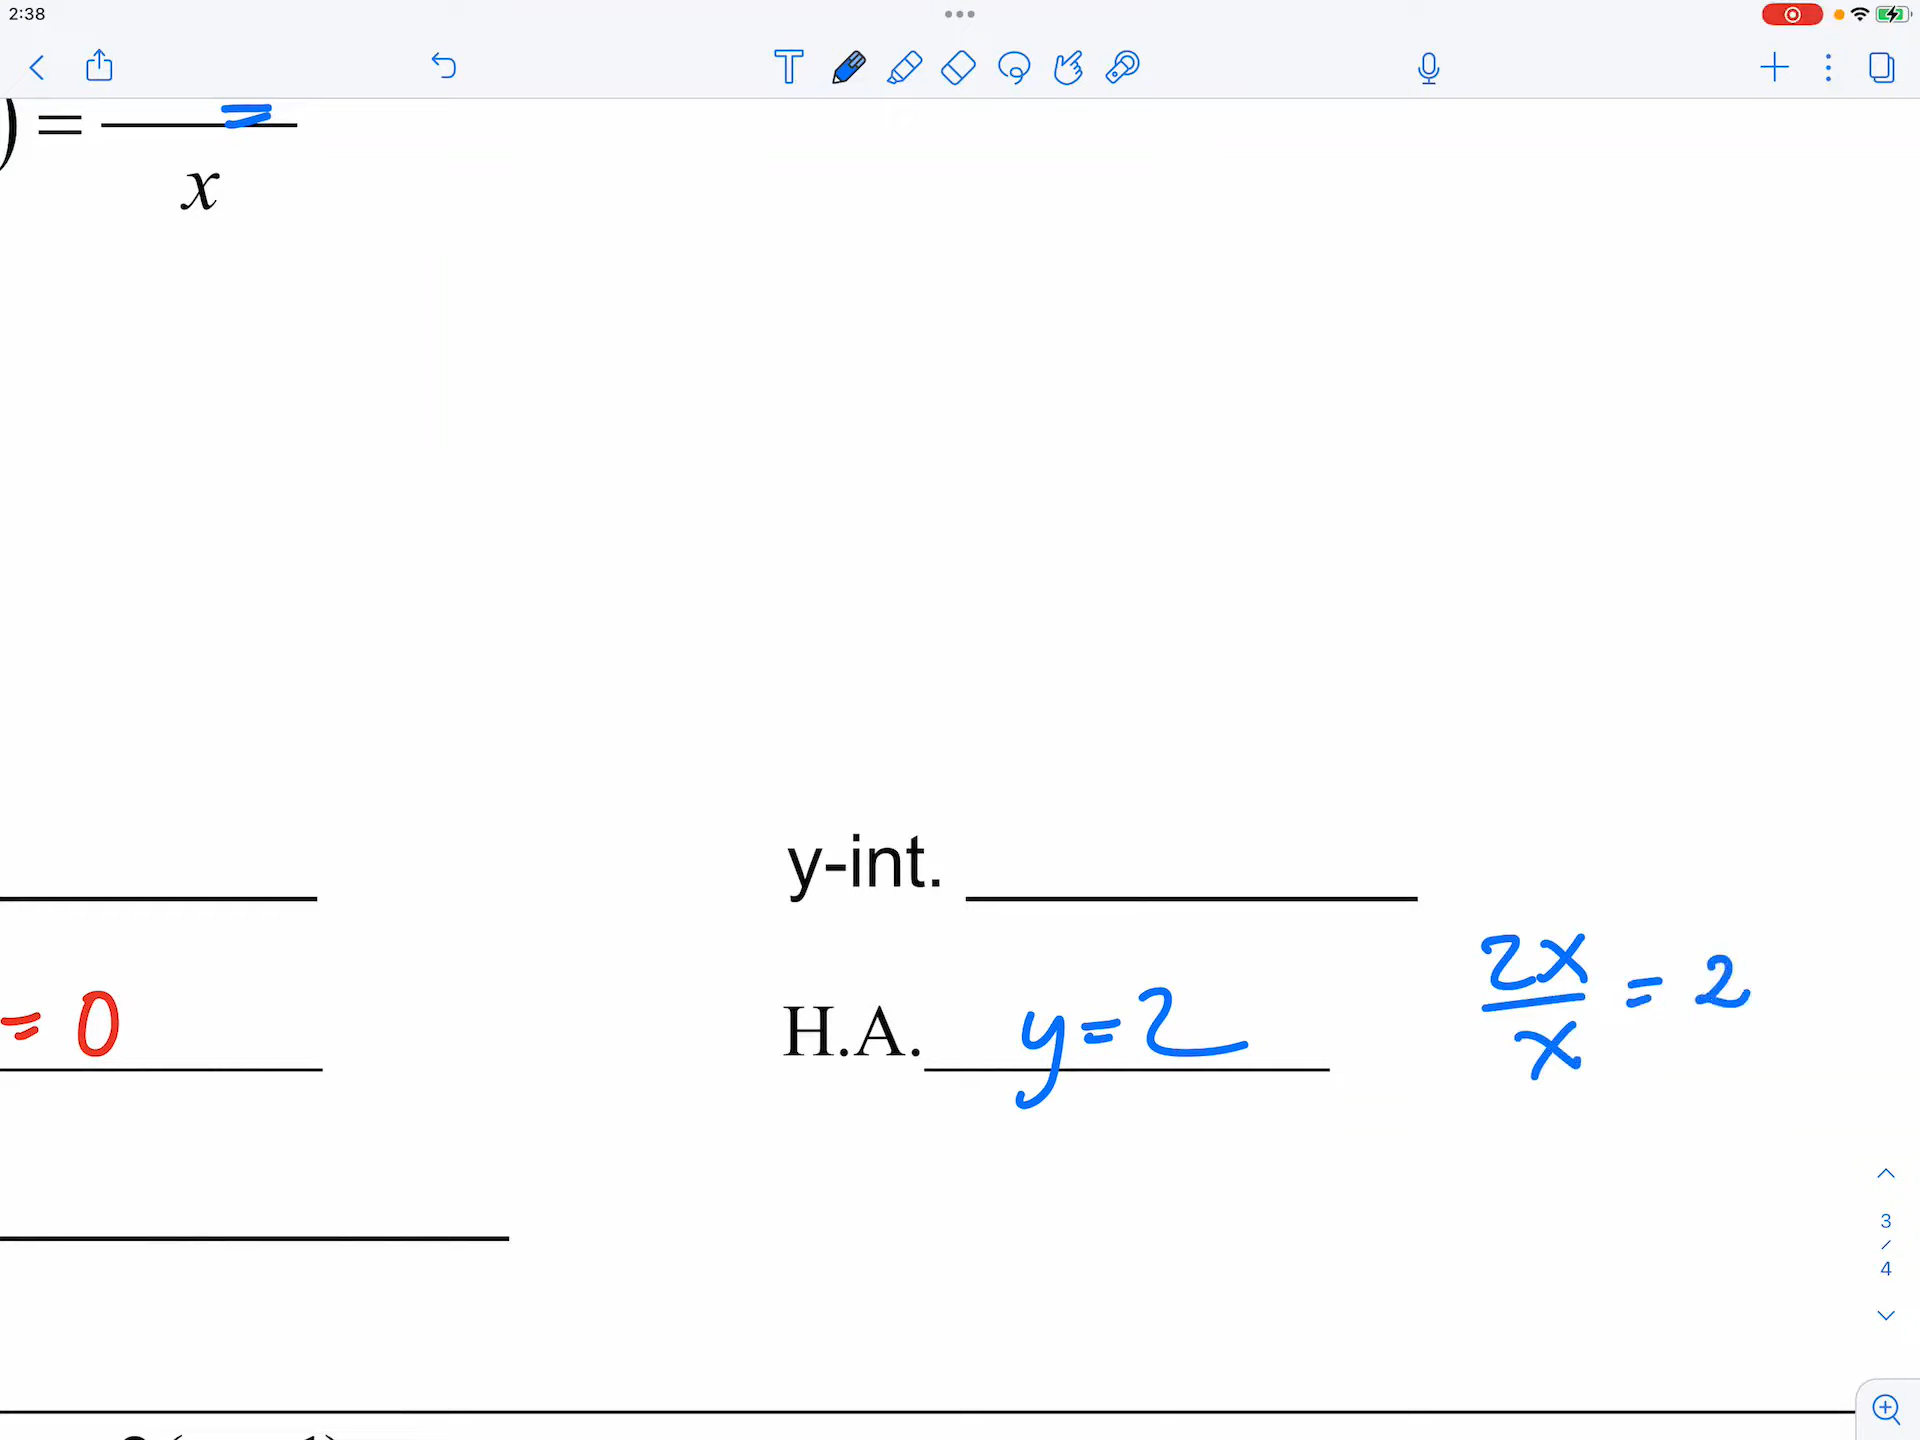 2:38
) = 
x
y-int.
= 0
H.A. y = 2
2x/x = 2
3
/
4